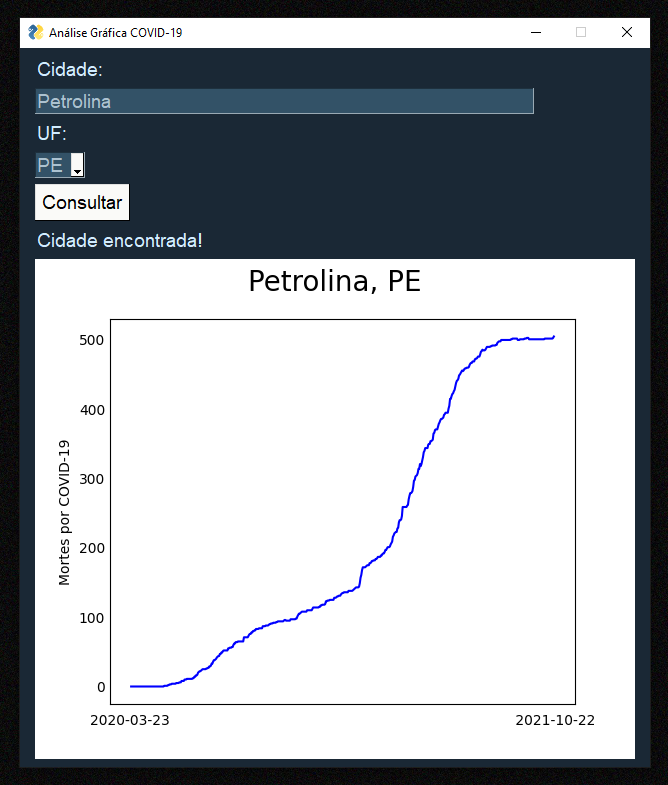 Análise Gráfica COVID-19
Cidade:
Petrolina
UF:
PE
Consultar
Cidade encontrada!
Petrolina, PE
500
400
300
200
100
0
Mortes por COVID-19
2020-03-23
2021-10-22